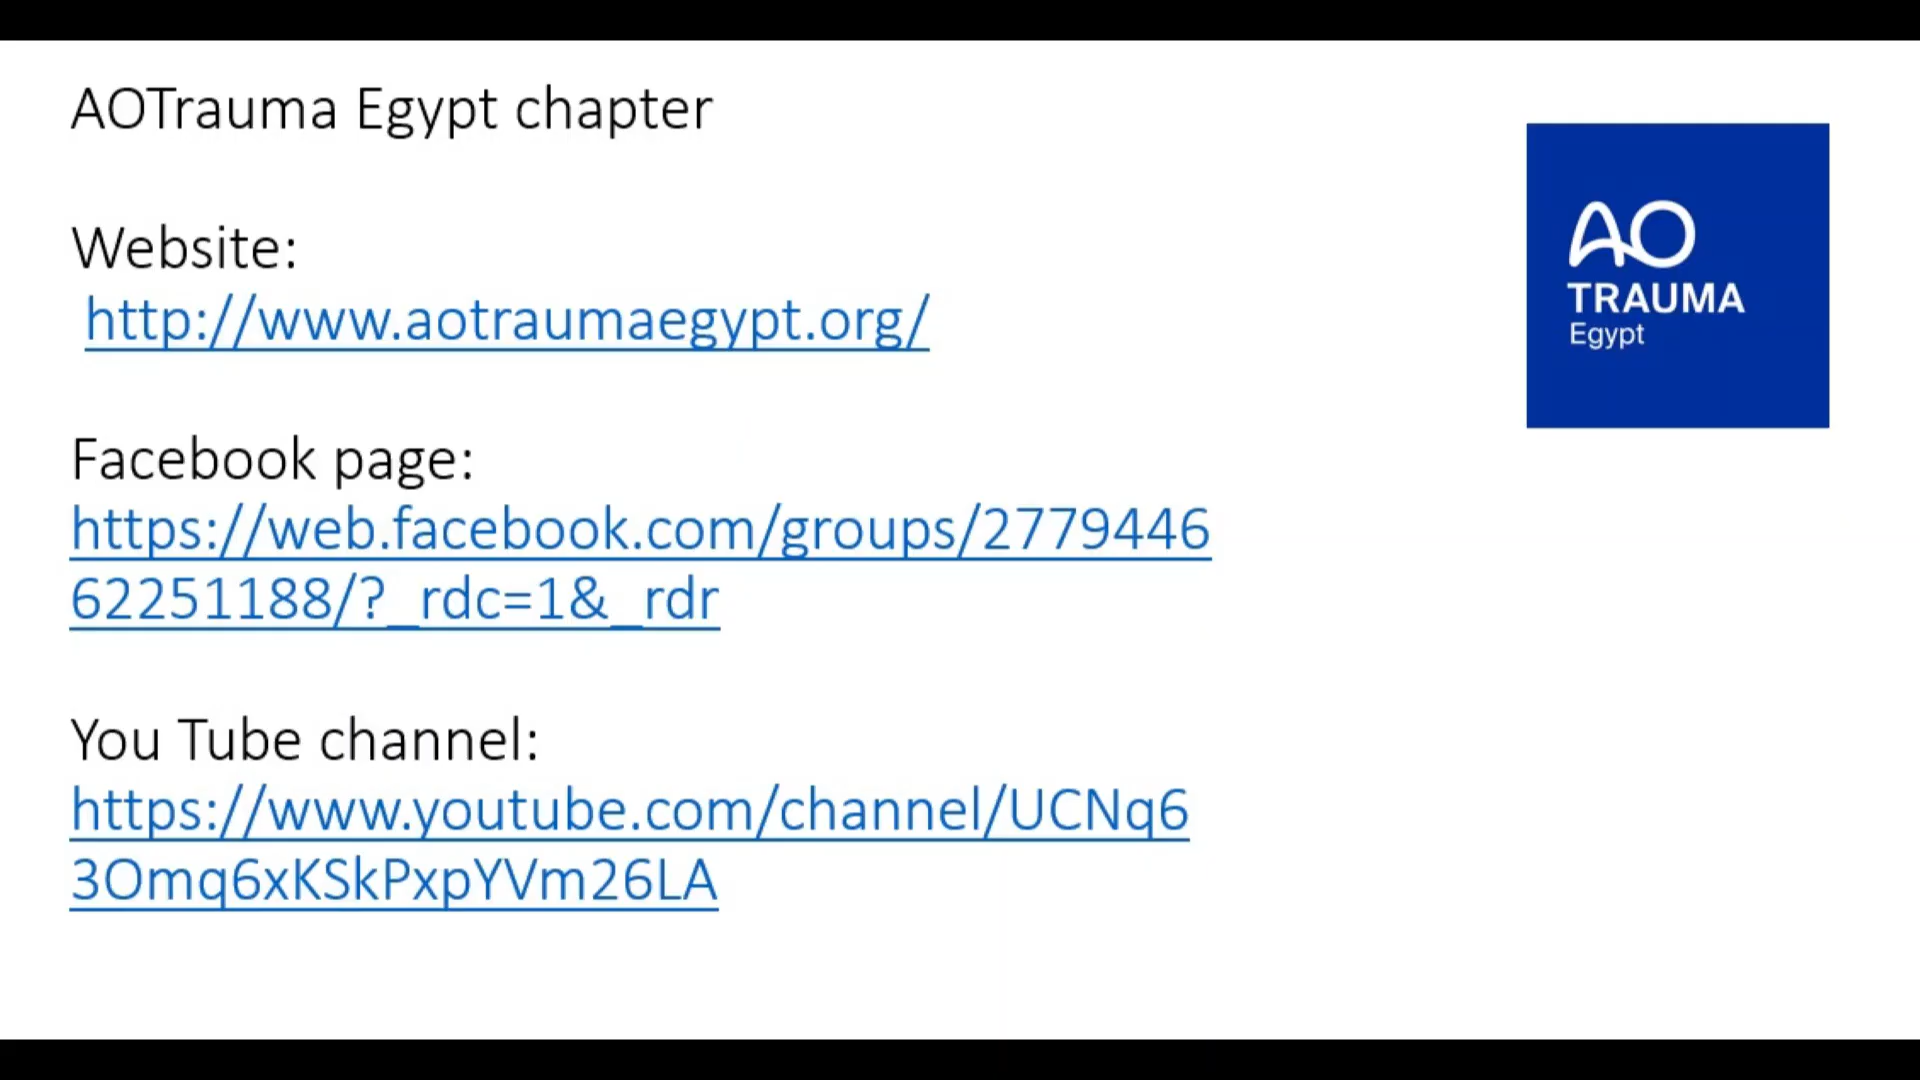 AOTrauma Egypt chapter
Website:
http://www.aotraumaegypt.org/
Facebook page:
https://web.facebook.com/groups/2779446
62251188/?_rdc=1&_rdr
You Tube channel:
https://www.youtube.com/channel/UCNq6
3Omq6xKSkPxpYVm26LA
AO
TRAUMA
Egypt